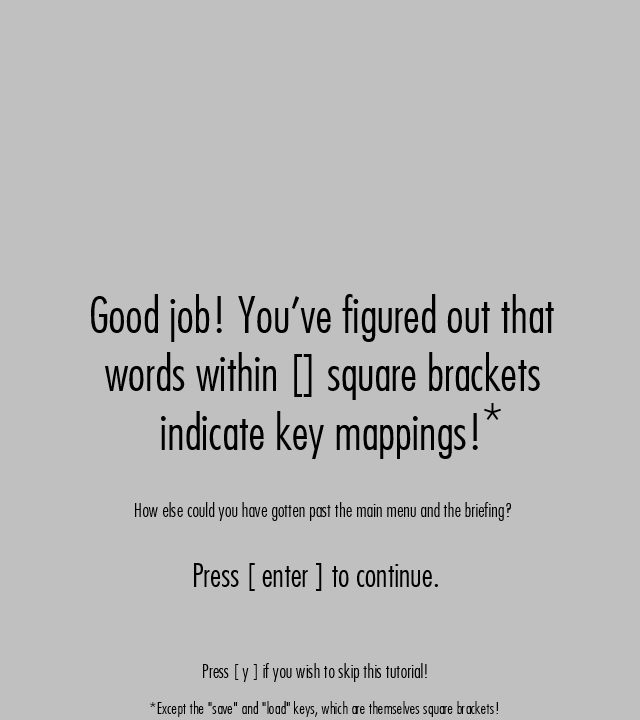 Good job! You've figured out that
words within [] square brackets
indicate key mappings!*
How else could you have gotten past the main menu and the briefing?
Press [ enter ] to continue.
Press [ y ] if you wish to skip this tutorial!
*Except the "save" and "load" keys, which are themselves square brackets!